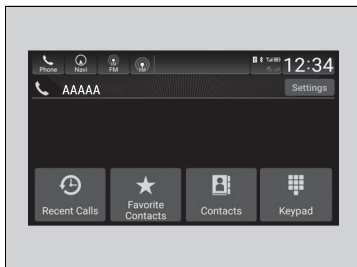 Phone Navi FM 12:34
AAAAA Settings
Recent Calls
Favorite
Contacts
Contacts
Keypad